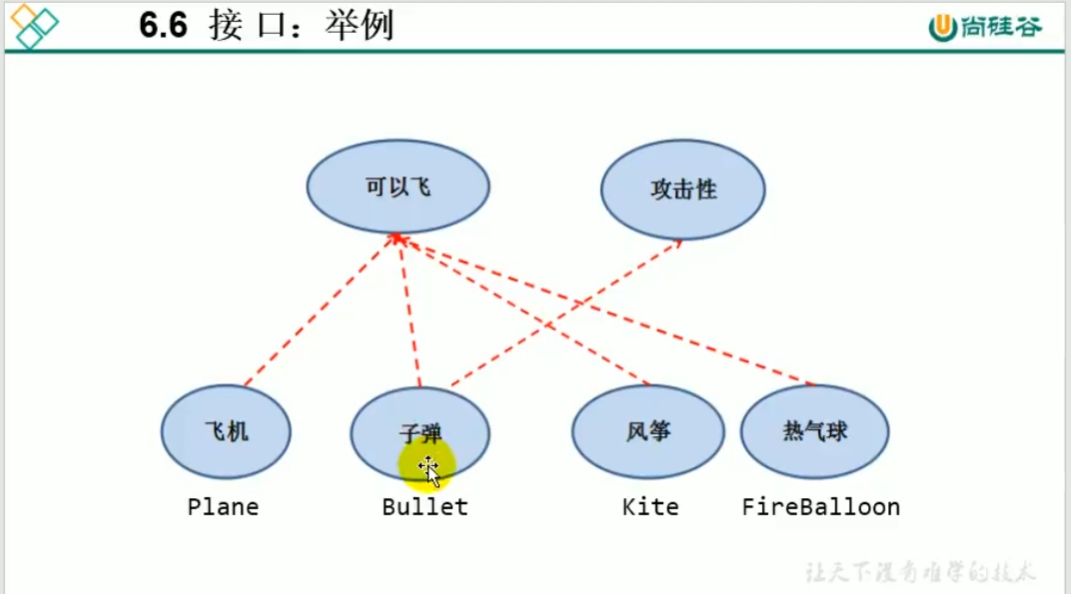 6.6 接 口：举例
尚硅谷
可以飞
攻击性
飞机
子弹
风筝
热气球
Plane
Bullet
Kite
FireBalloon
让天下没有难学的技术